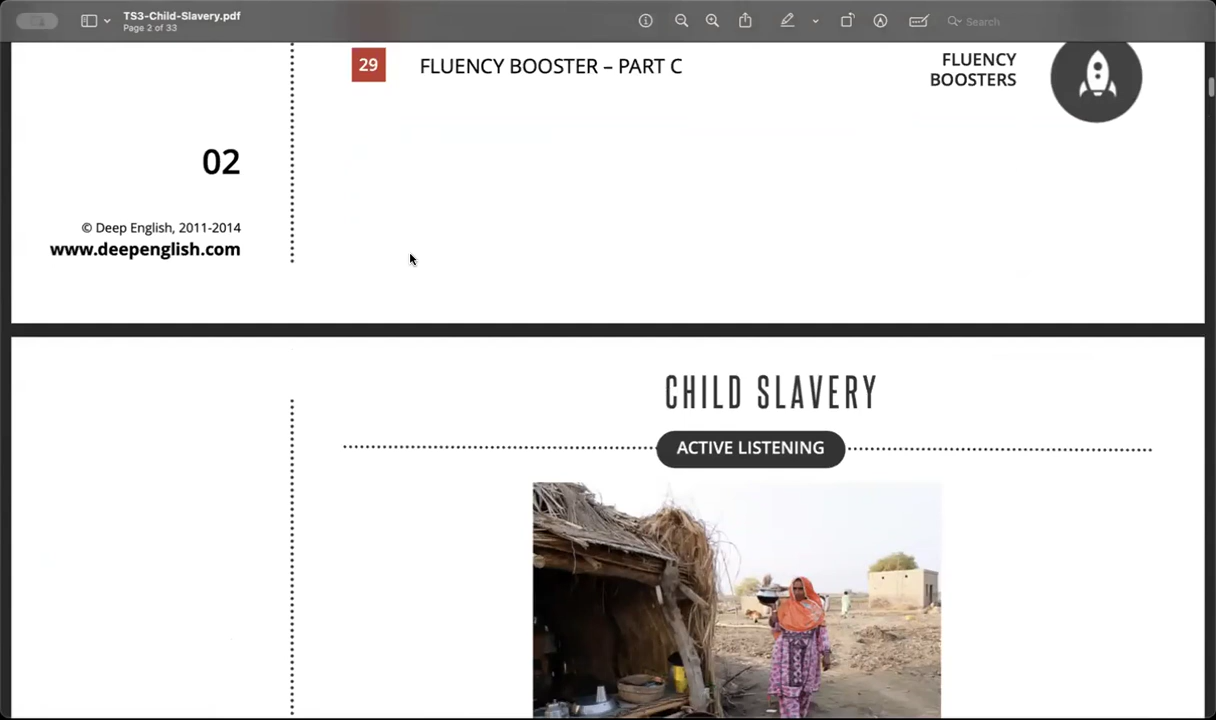 TS3-Child-Slavery.pdf
Page 2 of 33
Search
29
FLUENCY BOOSTER – PART C
FLUENCY
BOOSTERS
02
© Deep English, 2011-2014
www.deepenglish.com
CHILD SLAVERY
ACTIVE LISTENING